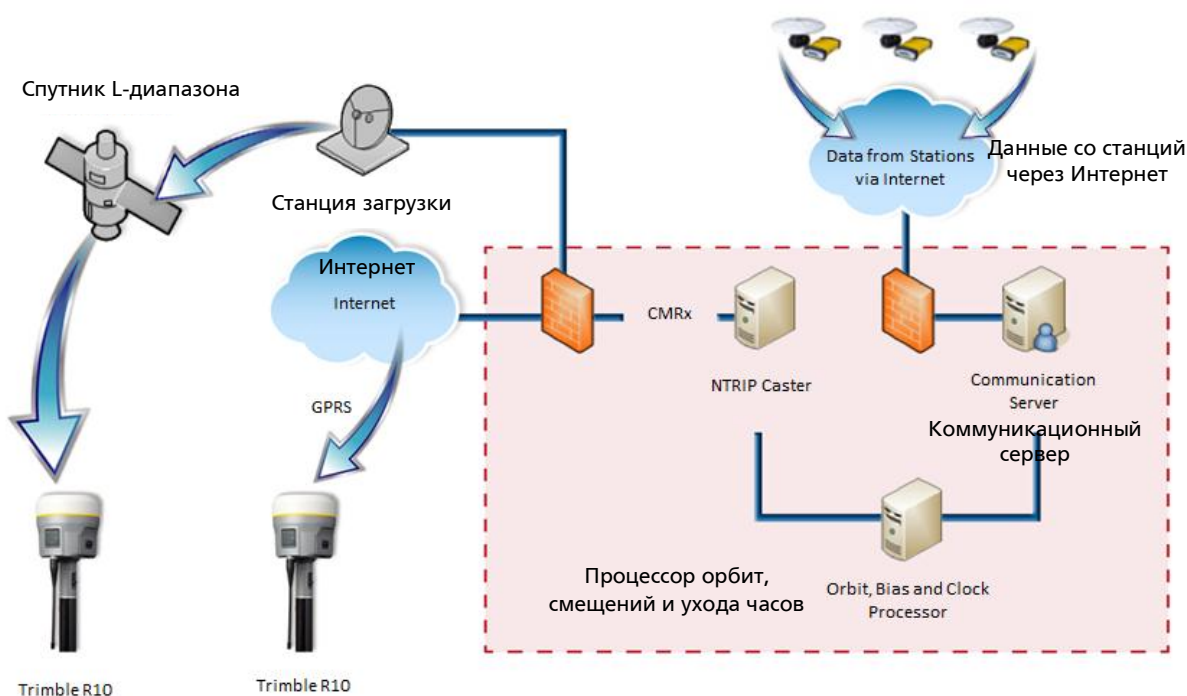 Спутник L-диапазона
Data from Stations
via Internet
Данные со станций
через Интернет
Станция загрузки
Интернет
Internet
CMRx
GPRS
NTRIP Caster
Communication
Server
Коммуникационный
сервер
Процессор орбит,
смещений и ухода часов
Orbit, Bias and Clock
Processor
Trimble R10
Trimble R10